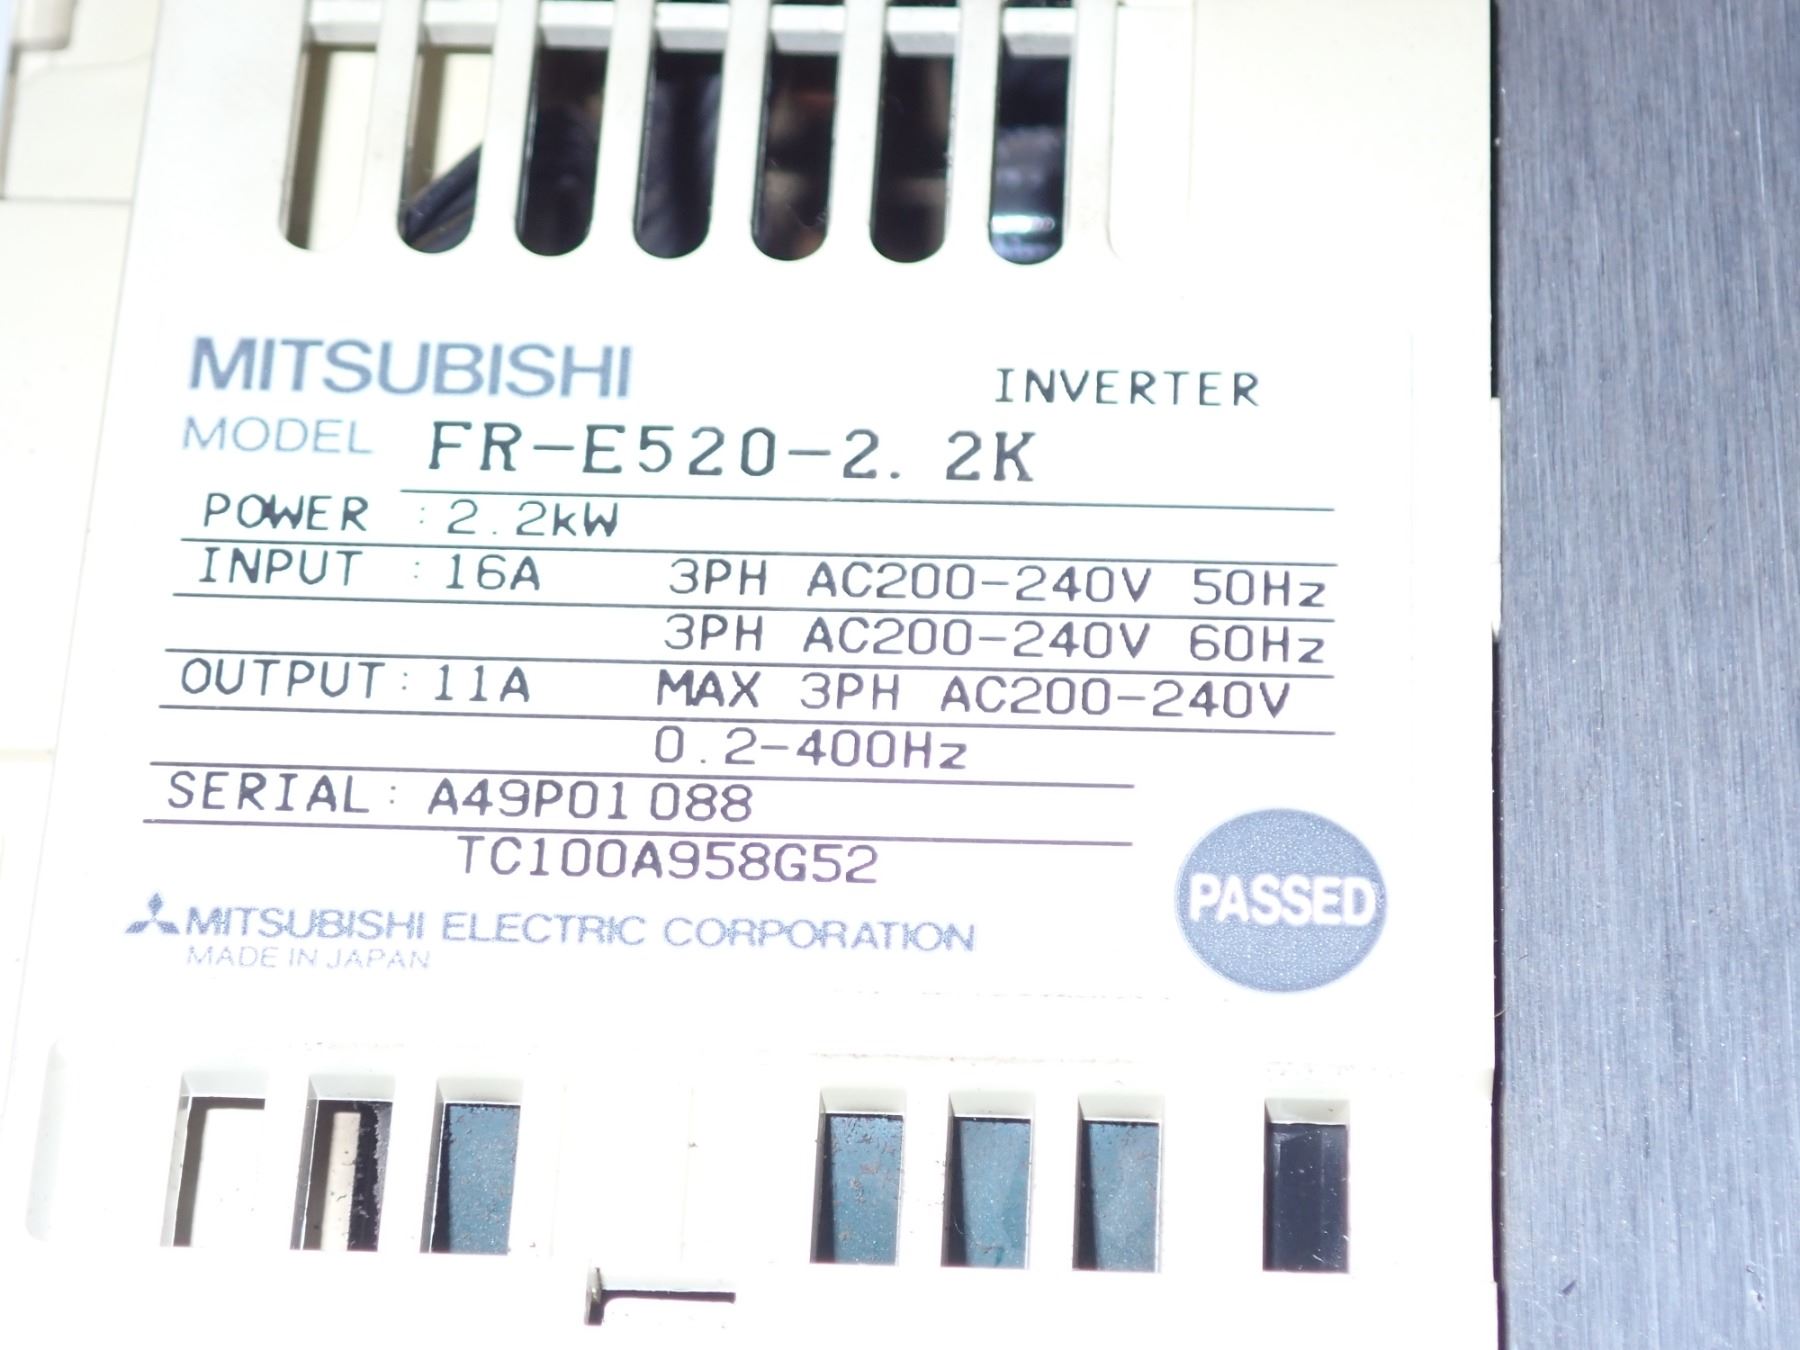 MITSUBISHI INVERTER
MODEL FR-E520-2.2K
POWER : 2.2kW
INPUT : 16A 3PH AC200-240V 50Hz
3PH AC200-240V 60Hz
OUTPUT : 11A MAX 3PH AC200-240V
0.2-400Hz
SERIAL : A49P01088
TC100A958G52
PASSED
MITSUBISHI ELECTRIC CORPORATION
MADE IN JAPAN